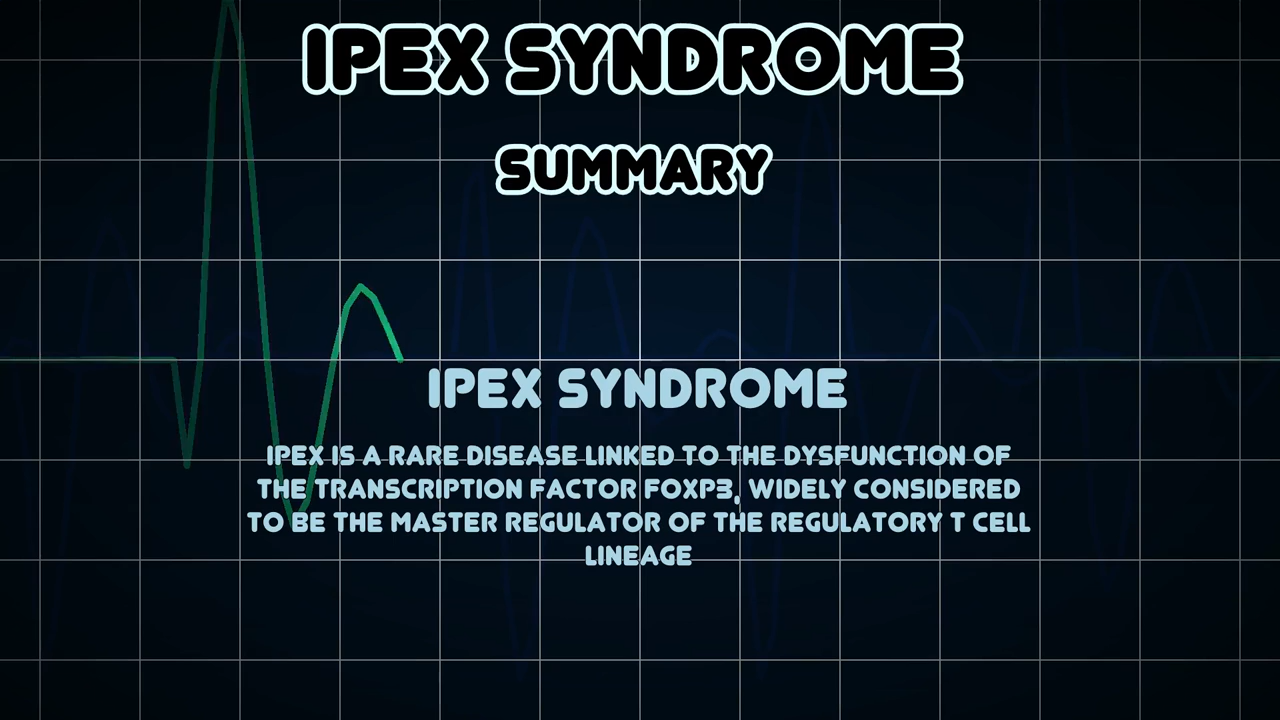 IPEX SYNDROME
SUMMARY
IPEX SYNDROME
IPEX IS A RARE DISEASE LINKED TO THE DYSFUNCTION OF
THE TRANSCRIPTION FACTOR FOXP3, WIDELY CONSIDERED
TO BE THE MASTER REGULATOR OF THE REGULATORY T CELL
LINEAGE